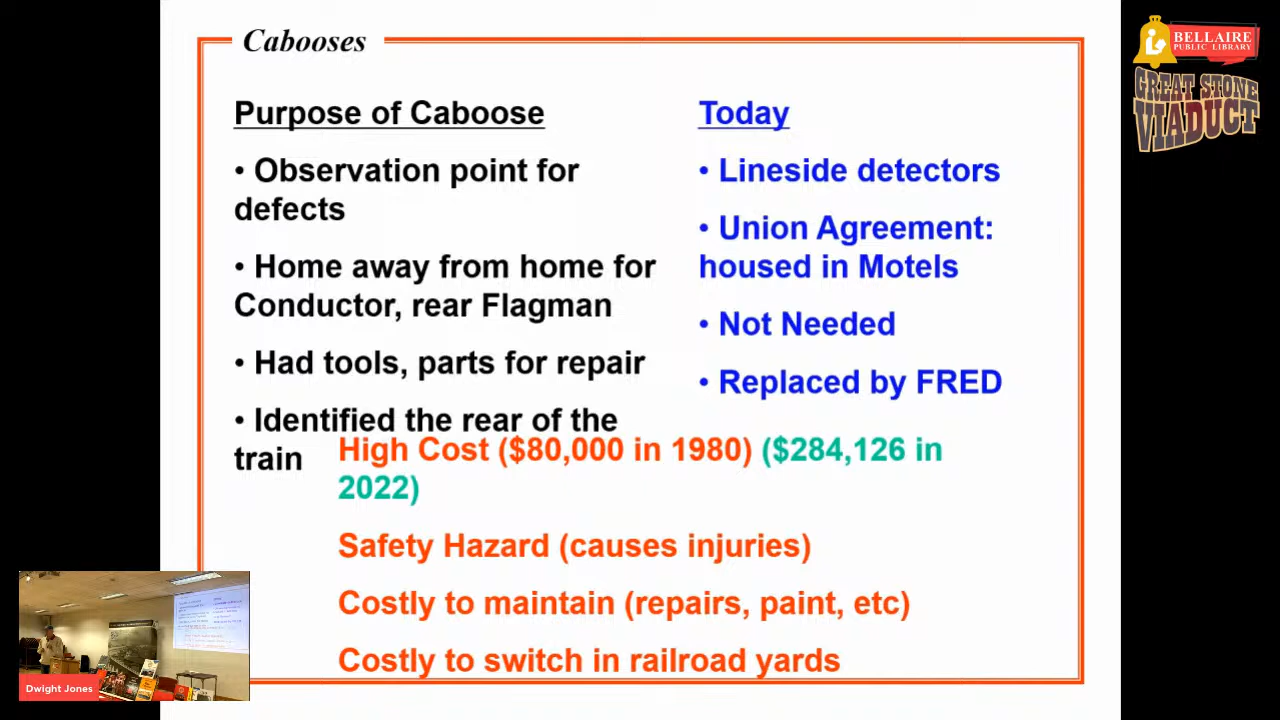 Cabooses
Purpose of Caboose
• Observation point for
defects
• Home away from home for
Conductor, rear Flagman
• Had tools, parts for repair
• Identified the rear of the
train
Today
• Lineside detectors
• Union Agreement:
housed in Motels
• Not Needed
• Replaced by FRED
High Cost ($80,000 in 1980) ($284,126 in
2022)
Safety Hazard (causes injuries)
Costly to maintain (repairs, paint, etc)
Costly to switch in railroad yards
BELLAIRE
PUBLIC LIBRARY
GREAT STONE
VIADUCT
Dwight Jones